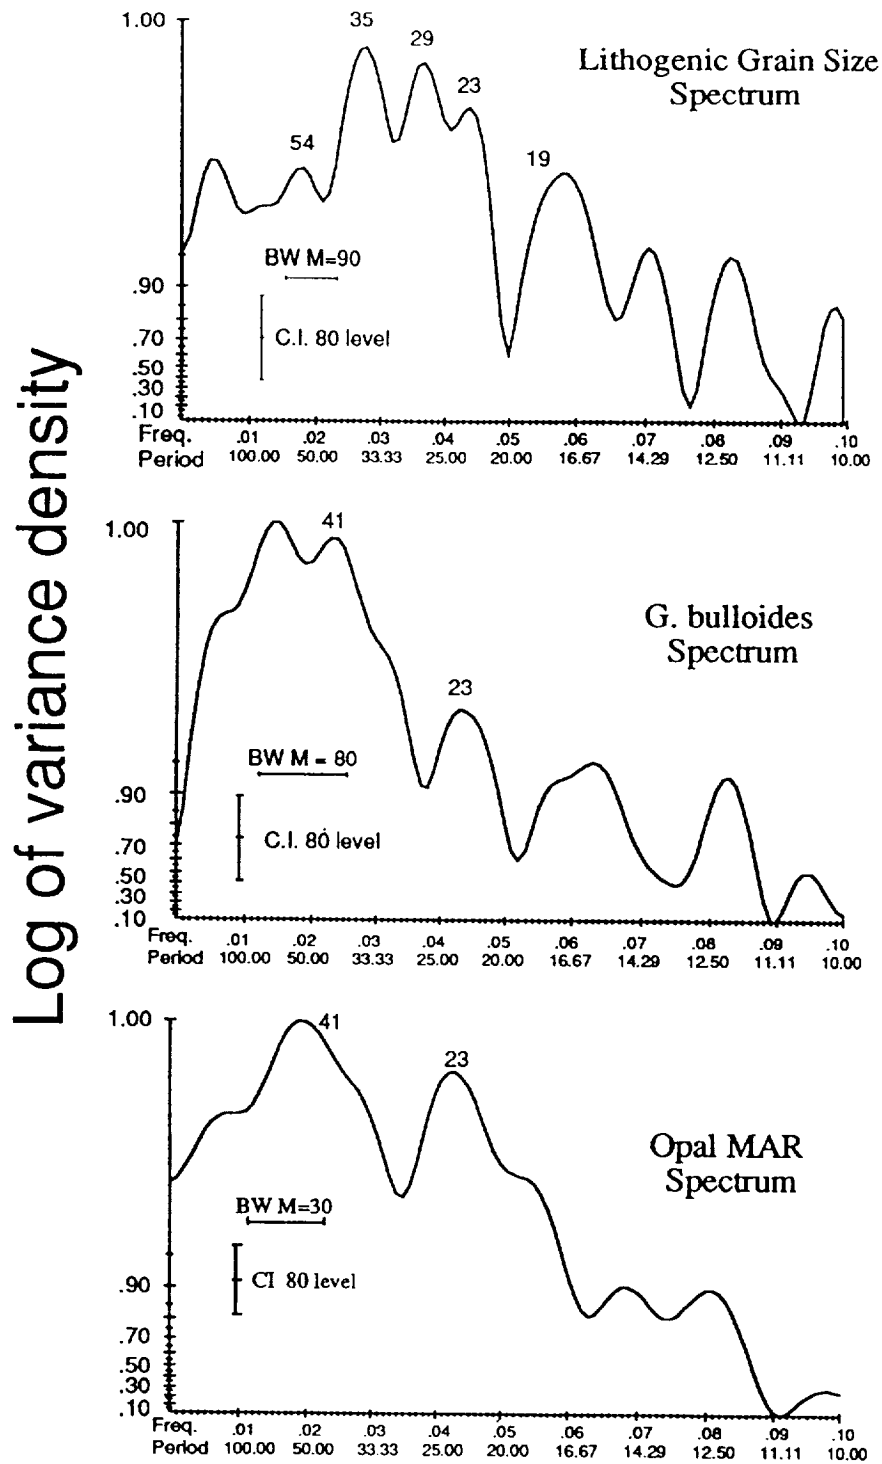 Log of variance density
1.00
35
29
23
54
19
Lithogenic Grain Size
Spectrum
BW M=90
C.I. 80 level
.90
.70
.50
.30
.10
Freq. .01 .02 .03 .04 .05 .06 .07 .08 .09 .10
Period 100.00 50.00 33.33 25.00 20.00 16.67 14.29 12.50 11.11 10.00
1.00
41
23
G. bulloides
Spectrum
BW M = 80
C.I. 80 level
.90
.70
.50
.30
.10
Freq. .01 .02 .03 .04 .05 .06 .07 .08 .09 .10
Period 100.00 50.00 33.33 25.00 20.00 16.67 14.29 12.50 11.11 10.00
1.00
41
23
Opal MAR
Spectrum
BW M=30
CI 80 level
.90
.70
.50
.30
.10
Freq. .01 .02 .03 .04 .05 .06 .07 .08 .09 .10
Period 100.00 50.00 33.33 25.00 20.00 16.67 14.29 12.50 11.11 10.00